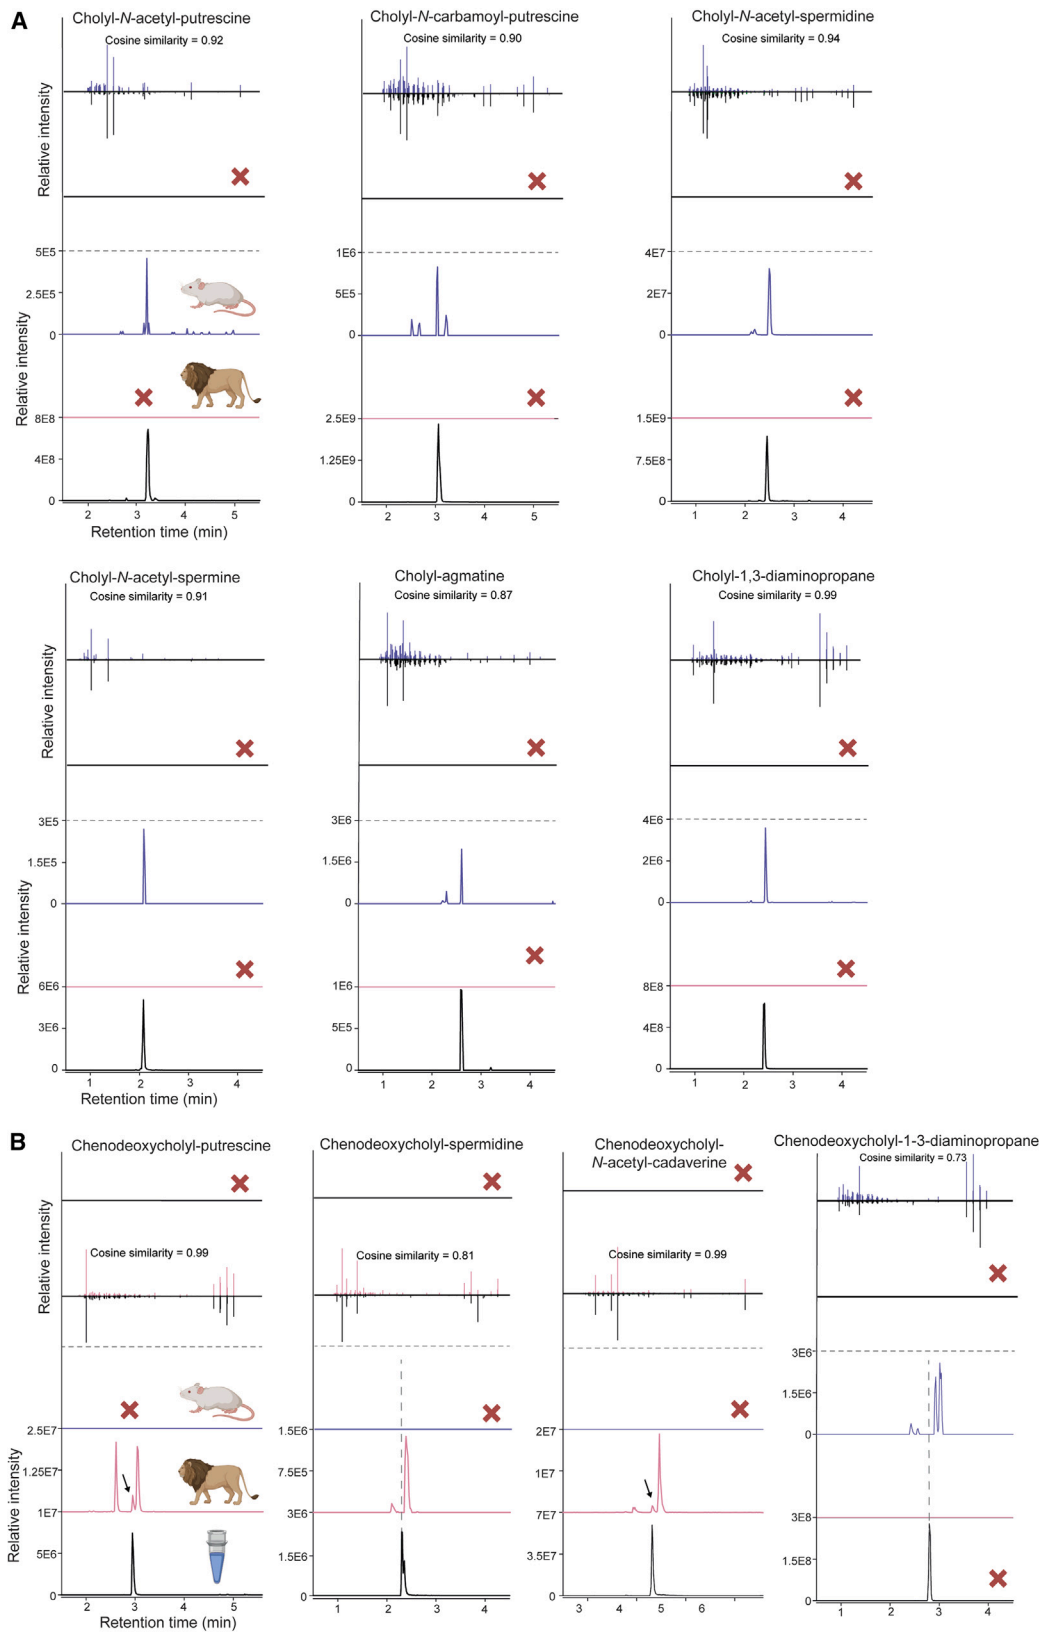 A
Cholyl-N-acetyl-putrescine
Cosine similarity = 0.92
Relative intensity
5E5
2.5E5
0
Relative intensity
8E8
4E8
0
2 3 4 5
Retention time (min)
Cholyl-N-carbamoyl-putrescine
Cosine similarity = 0.90
1E6
5E5
0
2.5E9
1.25E9
0
2 3 4 5
Cholyl-N-acetyl-spermidine
Cosine similarity = 0.94
4E7
2E7
0
1.5E9
7.5E8
0
1 2 3 4
Cholyl-N-acetyl-spermine
Cosine similarity = 0.91
Relative intensity
3E5
1.5E5
0
Relative intensity
6E6
3E6
0
1 2 3 4
Retention time (min)
Cholyl-agmatine
Cosine similarity = 0.87
3E6
1.5E6
0
1E6
5E5
0
1 2 3 4
Cholyl-1,3-diaminopropane
Cosine similarity = 0.99
4E6
2E6
0
8E8
4E8
0
1 2 3 4
B
Chenodeoxycholyl-putrescine
Relative intensity
Cosine similarity = 0.99
2.5E7
1.25E7
Relative intensity
1E7
5E6
0
2 3 4 5
Retention time (min)
Chenodeoxycholyl-spermidine
Cosine similarity = 0.81
1.5E6
7.5E5
3E6
1.5E6
0
1 2 3 4
Chenodeoxycholyl-
N-acetyl-cadaverine
Cosine similarity = 0.99
2E7
1E7
7E7
3.5E7
0
3 4 5 6
Chenodeoxycholyl-1-3-diaminopropane
Cosine similarity = 0.73
3E6
1.5E6
0
3E8
1.5E8
0
1 2 3 4